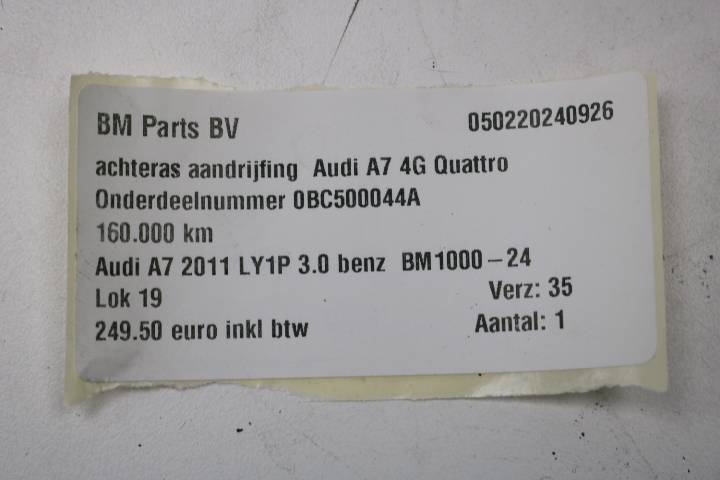 BM Parts BV 050220240926
achteras aandrijfing Audi A7 4G Quattro
Onderdeelnummer 0BC500044A
160.000 km
Audi A7 2011 LY1P 3.0 benz BM1000-24
Lok 19 Verz: 35
249.50 euro inkl btw Aantal: 1